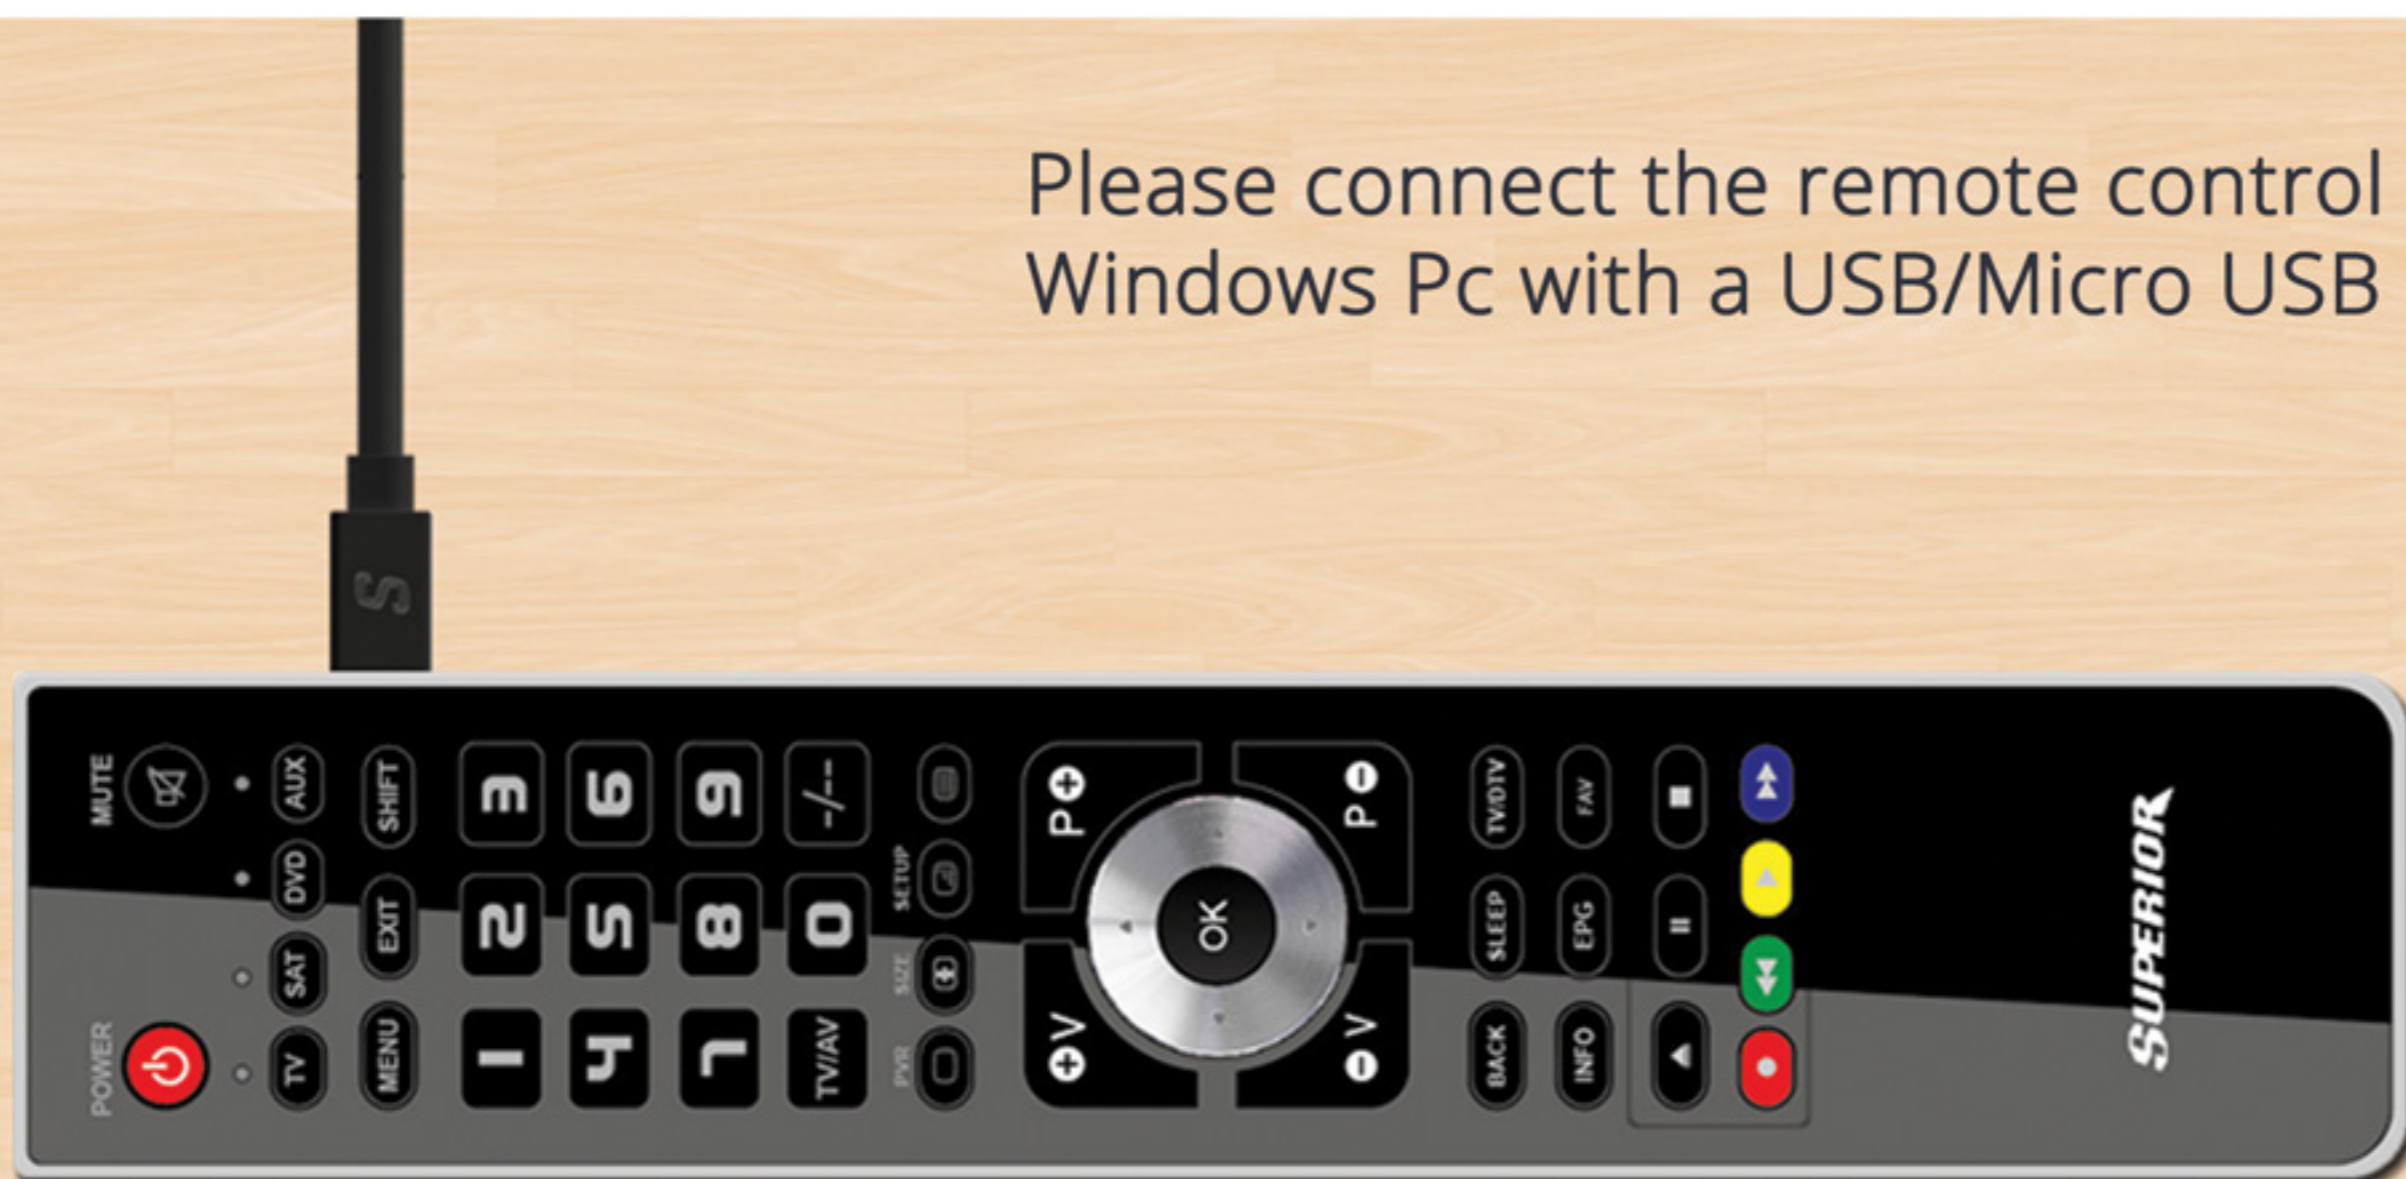 Please connect the remote control
Windows Pc with a USB/Micro USB
S
POWER MUTE
TV SAT DVD AUX
MENU EXIT SHIFT
1 2 3
4 5 6
7 8 9
TV/AV 0 -/--
PVR SIZE SETUP
+V P+
OK
-V P-
BACK SLEEP TV/DTV
INFO EPG FAV
SUPERIOR